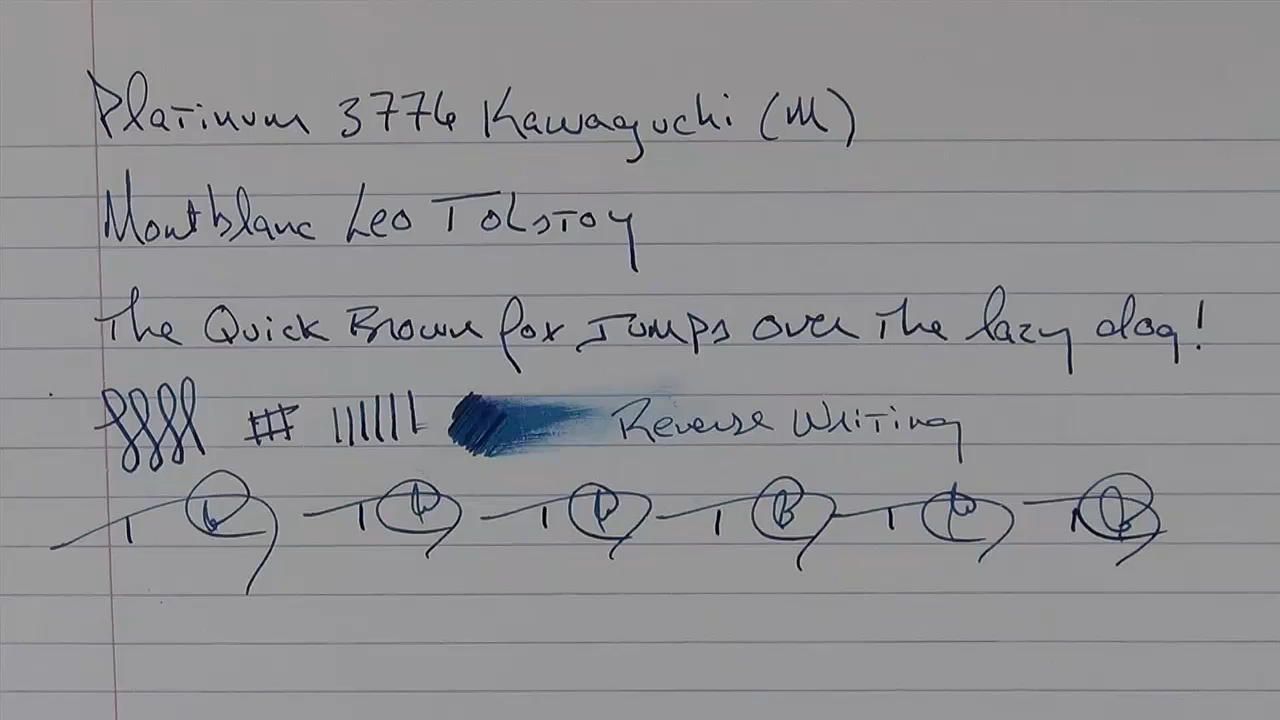 Platinum 3776 Kawaguchi (M)
Montblanc Leo Tolstoy
The Quick Brown fox Jumps over The lazy dog!
Reverse Writing